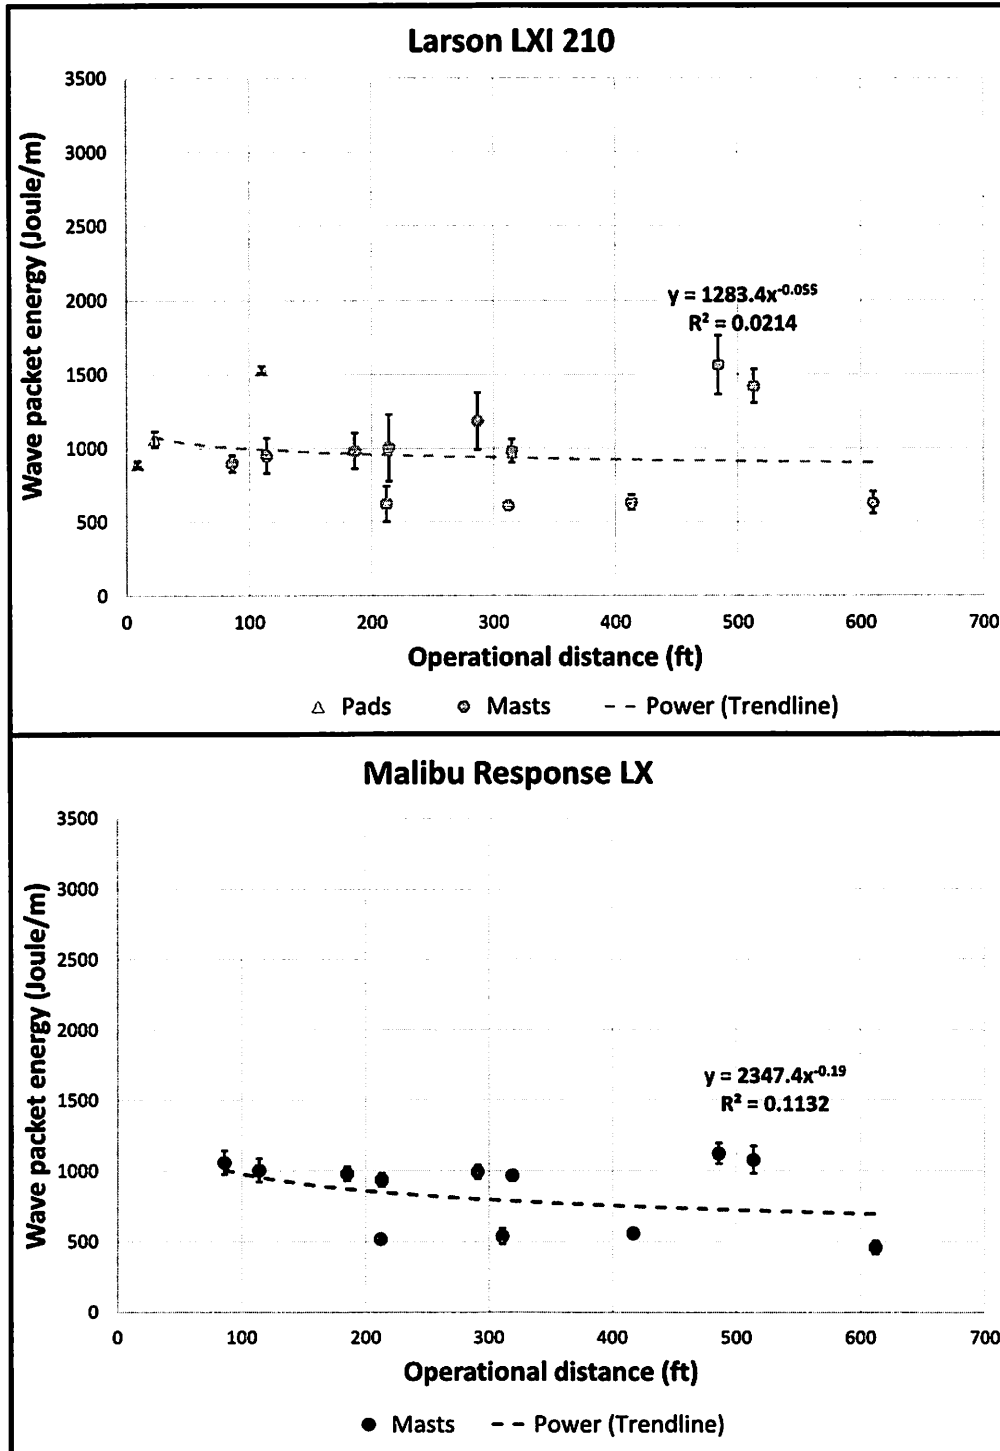 Larson LXI 210
Wave packet energy (Joule/m)
3500
3000
2500
2000
1500
1000
500
0
y = 1283.4x^-0.055
R² = 0.0214
0 100 200 300 400 500 600 700
Operational distance (ft)
Pads Masts Power (Trendline)
Malibu Response LX
Wave packet energy (Joule/m)
3500
3000
2500
2000
1500
1000
500
0
y = 2347.4x^-0.19
R² = 0.1132
0 100 200 300 400 500 600 700
Operational distance (ft)
Masts Power (Trendline)